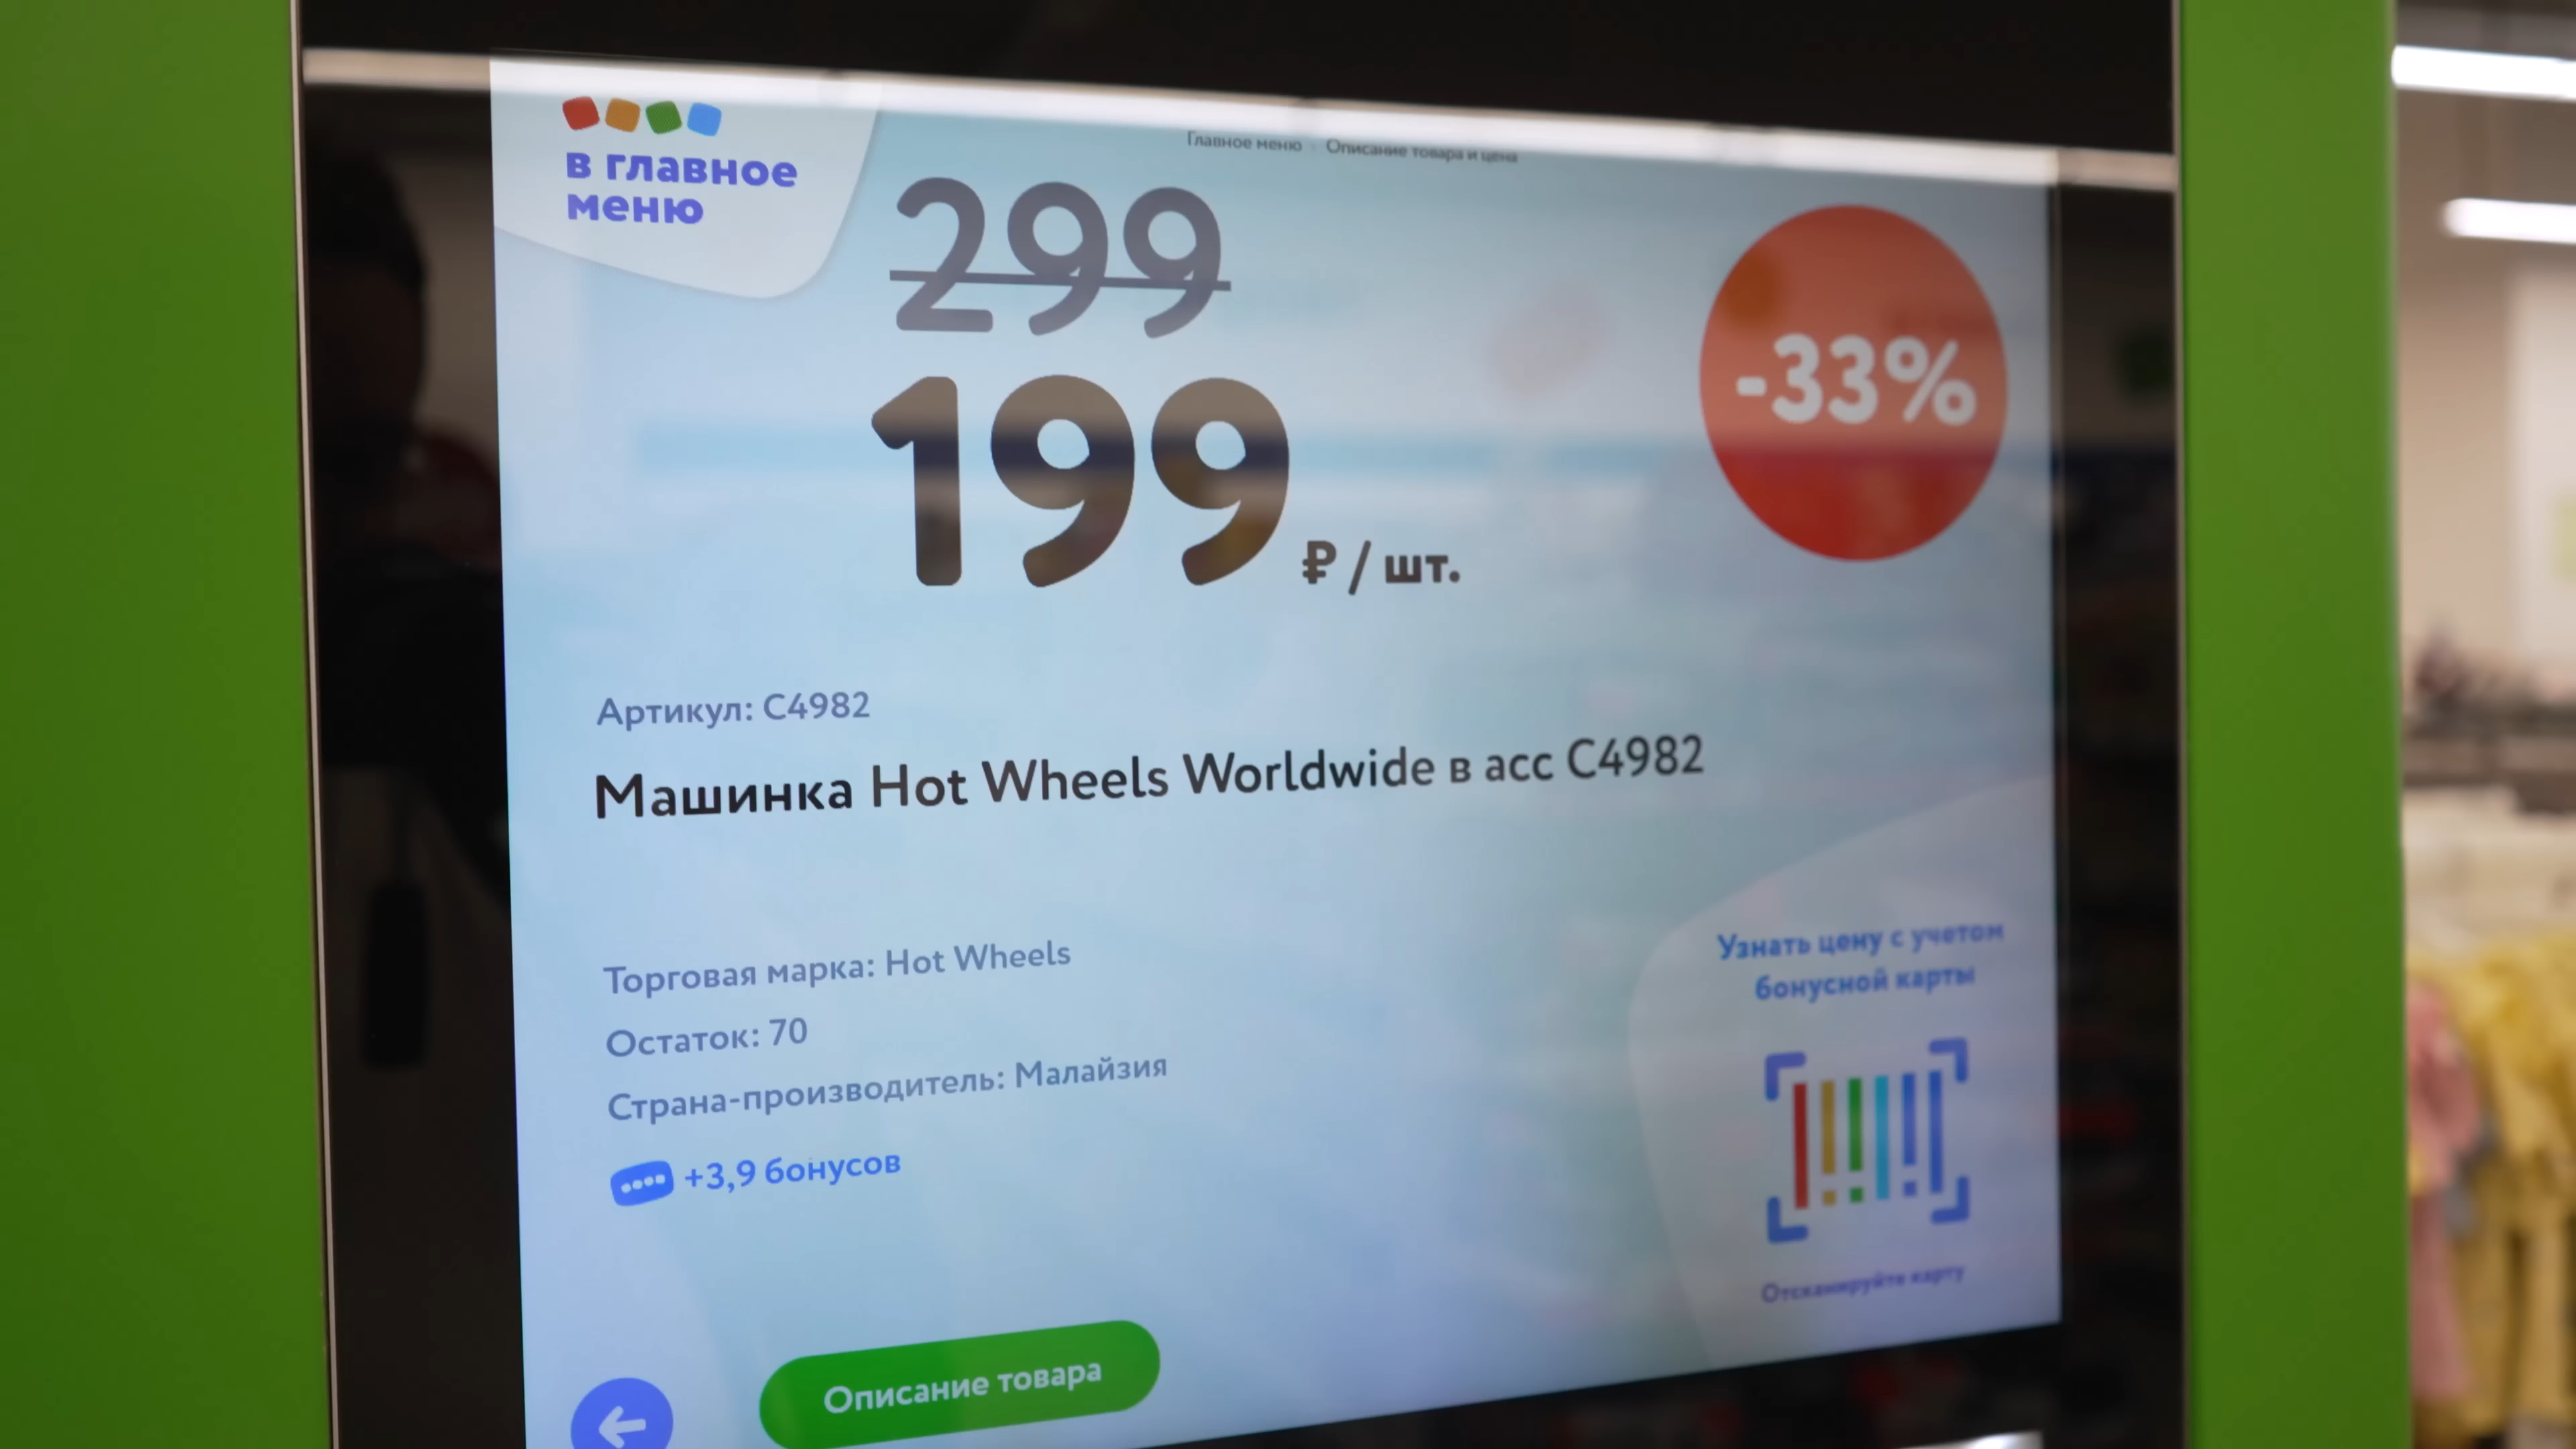 в главное
меню
Главное меню
Описание товара и цена
299
199 ₽ / шт.
-33%
Артикул: C4982
Машинка Hot Wheels Worldwide в асс C4982
Торговая марка: Hot Wheels
Остаток: 70
Страна-производитель: Малайзия
+3,9 бонусов
Узнать цену с учетом
бонусной карты
Отсканируйте карту
Описание товара